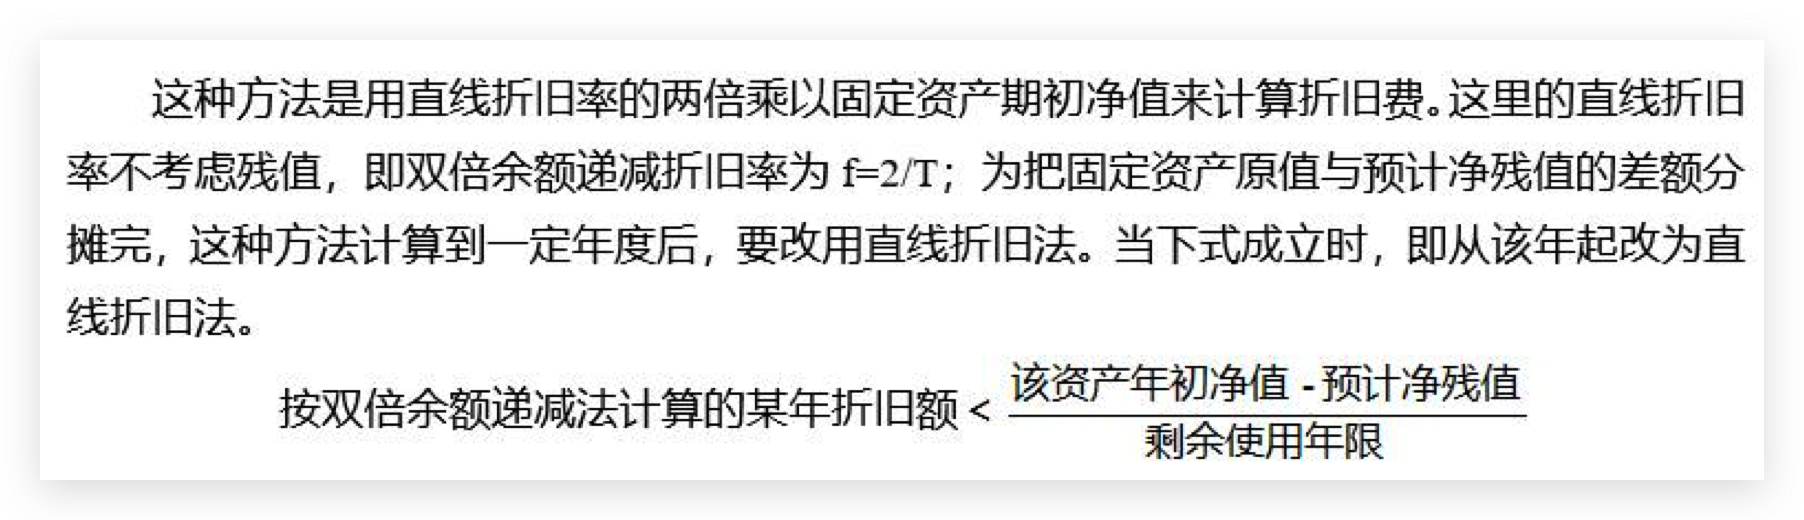 这种方法是用直线折旧率的两倍乘以固定资产期初净值来计算折旧费。这里的直线折旧
率不考虑残值，即双倍余额递减折旧率为 f=2/T；为把固定资产原值与预计净残值的差额分
摊完，这种方法计算到一定年度后，要改用直线折旧法。当下式成立时，即从该年起改为直
线折旧法。
按双倍余额递减法计算的某年折旧额 < 
该资产年初净值 - 预计净残值
剩余使用年限